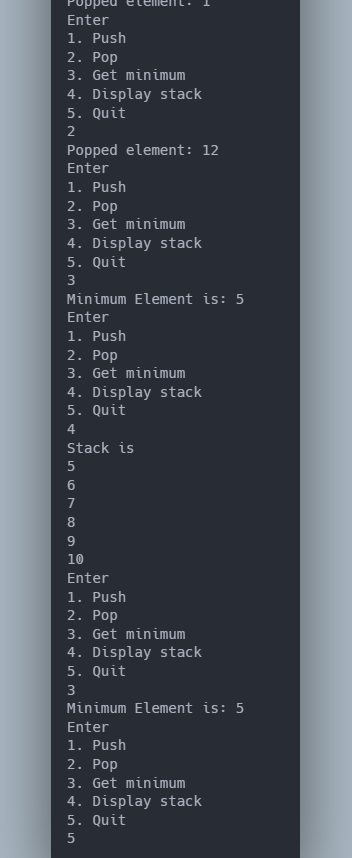 Popped element: 1
Enter
1. Push
2. Pop
3. Get minimum
4. Display stack
5. Quit
2
Popped element: 12
Enter
1. Push
2. Pop
3. Get minimum
4. Display stack
5. Quit
3
Minimum Element is: 5
Enter
1. Push
2. Pop
3. Get minimum
4. Display stack
5. Quit
4
Stack is
5
6
7
8
9
10
Enter
1. Push
2. Pop
3. Get minimum
4. Display stack
5. Quit
3
Minimum Element is: 5
Enter
1. Push
2. Pop
3. Get minimum
4. Display stack
5. Quit
5